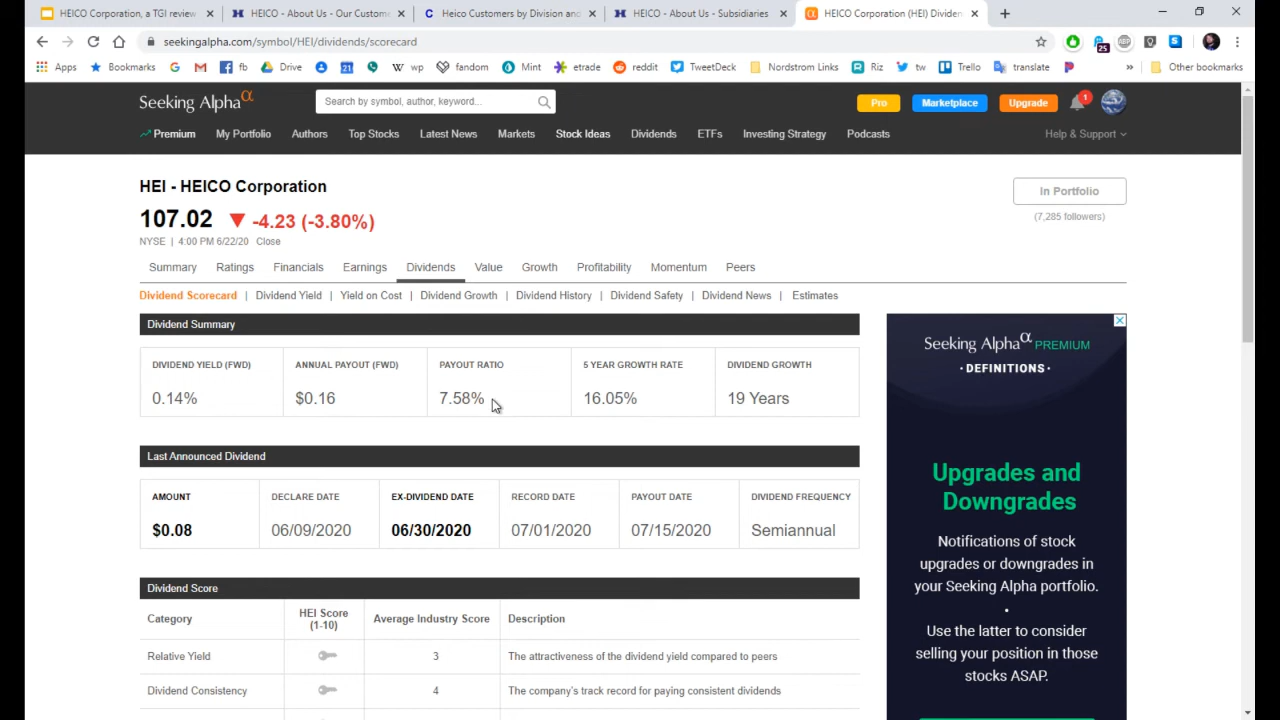 HEICO Corporation, a TGI review
HEICO - About Us - Our Custome
Heico Customers by Division and
HEICO - About Us - Subsidiaries
HEICO Corporation (HEI) Dividen
seekingalpha.com/symbol/HEI/dividends/scorecard
25
ABP
Apps Bookmarks fb Drive 21 wp fandom Mint etrade reddit TweetDeck Nordstrom Links Riz tw Trello translate » Other bookmarks
Seeking Alpha α
Search by symbol, author, keyword...
Pro Marketplace Upgrade 1
Premium My Portfolio Authors Top Stocks Latest News Markets Stock Ideas Dividends ETFs Investing Strategy Podcasts Help & Support
HEI - HEICO Corporation
In Portfolio
107.02 ▼ -4.23 (-3.80%)
(7,285 followers)
NYSE | 4:00 PM 6/22/20 Close
Summary Ratings Financials Earnings Dividends Value Growth Profitability Momentum Peers
Dividend Scorecard | Dividend Yield | Yield on Cost | Dividend Growth | Dividend History | Dividend Safety | Dividend News | Estimates
Dividend Summary
DIVIDEND YIELD (FWD) ANNUAL PAYOUT (FWD) PAYOUT RATIO 5 YEAR GROWTH RATE DIVIDEND GROWTH
0.14% $0.16 7.58% 16.05% 19 Years
Last Announced Dividend
AMOUNT DECLARE DATE EX-DIVIDEND DATE RECORD DATE PAYOUT DATE DIVIDEND FREQUENCY
$0.08 06/09/2020 06/30/2020 07/01/2020 07/15/2020 Semiannual
Dividend Score
Category HEI Score (1-10) Average Industry Score Description
Relative Yield 3 The attractiveness of the dividend yield compared to peers
Dividend Consistency 4 The company's track record for paying consistent dividends
Seeking Alpha α PREMIUM
· DEFINITIONS ·
Upgrades and
Downgrades
Notifications of stock
upgrades or downgrades in
your Seeking Alpha portfolio.
•
Use the latter to consider
selling your position in those
stocks ASAP.